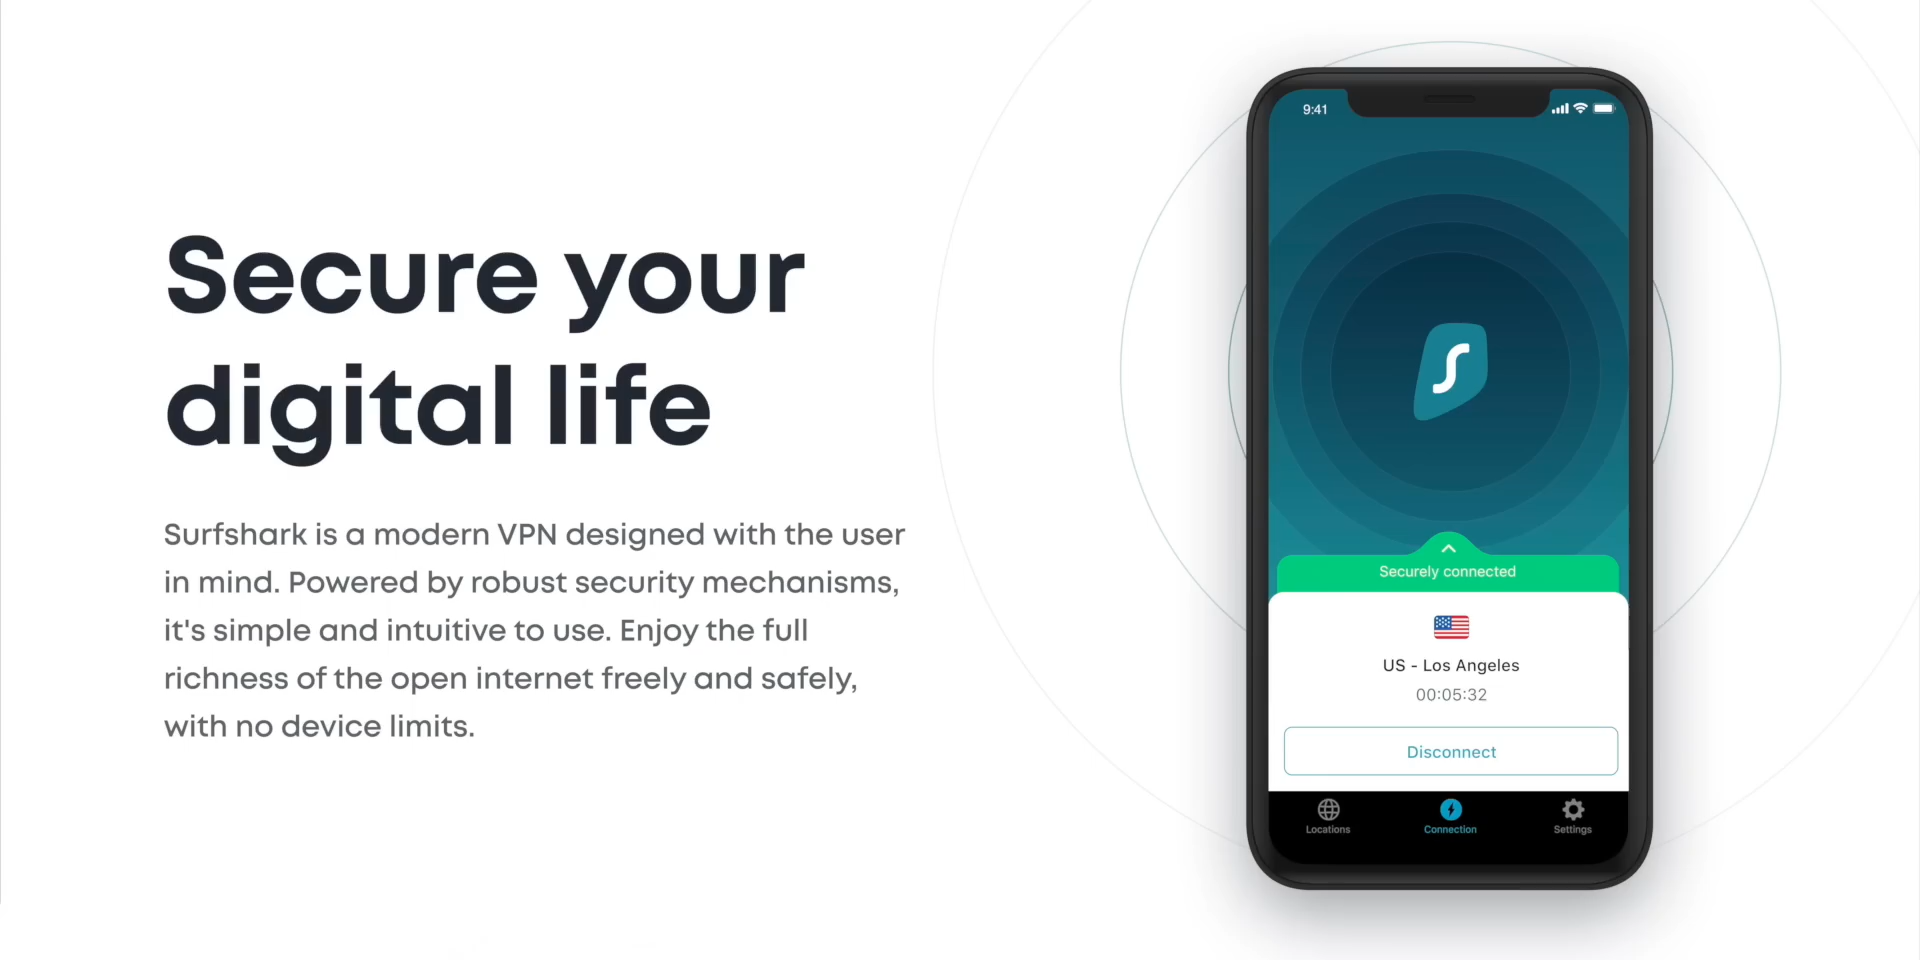 Secure your
digital life
Surfshark is a modern VPN designed with the user
in mind. Powered by robust security mechanisms,
it's simple and intuitive to use. Enjoy the full
richness of the open internet freely and safely,
with no device limits.
9:41
Securely connected
US - Los Angeles
00:05:32
Disconnect
Locations Connection Settings